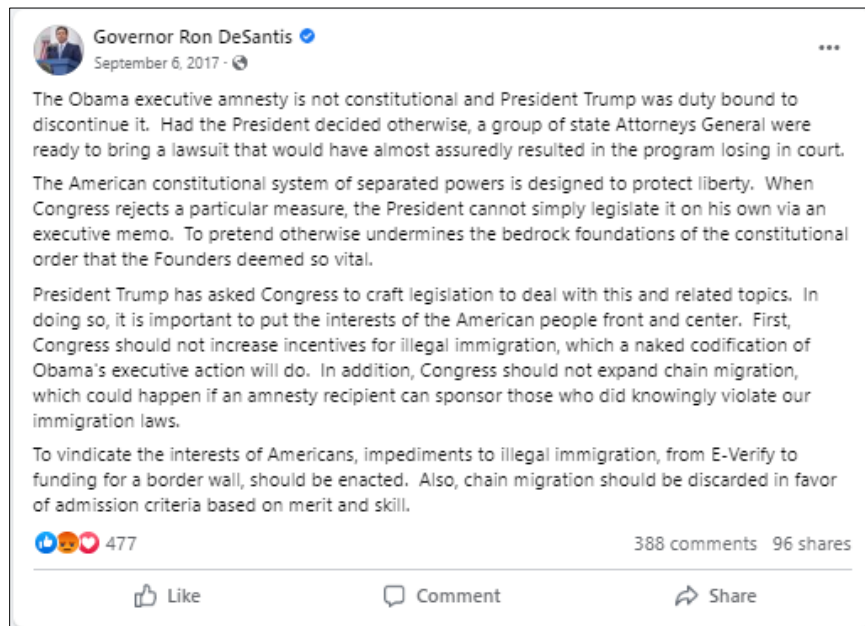 Governor Ron DeSantis
September 6, 2017 ·
The Obama executive amnesty is not constitutional and President Trump was duty bound to
discontinue it.  Had the President decided otherwise, a group of state Attorneys General were
ready to bring a lawsuit that would have almost assuredly resulted in the program losing in court.
The American constitutional system of separated powers is designed to protect liberty.  When
Congress rejects a particular measure, the President cannot simply legislate it on his own via an
executive memo.  To pretend otherwise undermines the bedrock foundations of the constitutional
order that the Founders deemed so vital.
President Trump has asked Congress to craft legislation to deal with this and related topics.  In
doing so, it is important to put the interests of the American people front and center.  First,
Congress should not increase incentives for illegal immigration, which a naked codification of
Obama's executive action will do.  In addition, Congress should not expand chain migration,
which could happen if an amnesty recipient can sponsor those who did knowingly violate our
immigration laws.
To vindicate the interests of Americans, impediments to illegal immigration, from E-Verify to
funding for a border wall, should be enacted.  Also, chain migration should be discarded in favor
of admission criteria based on merit and skill.
477 388 comments 96 shares
Like Comment Share